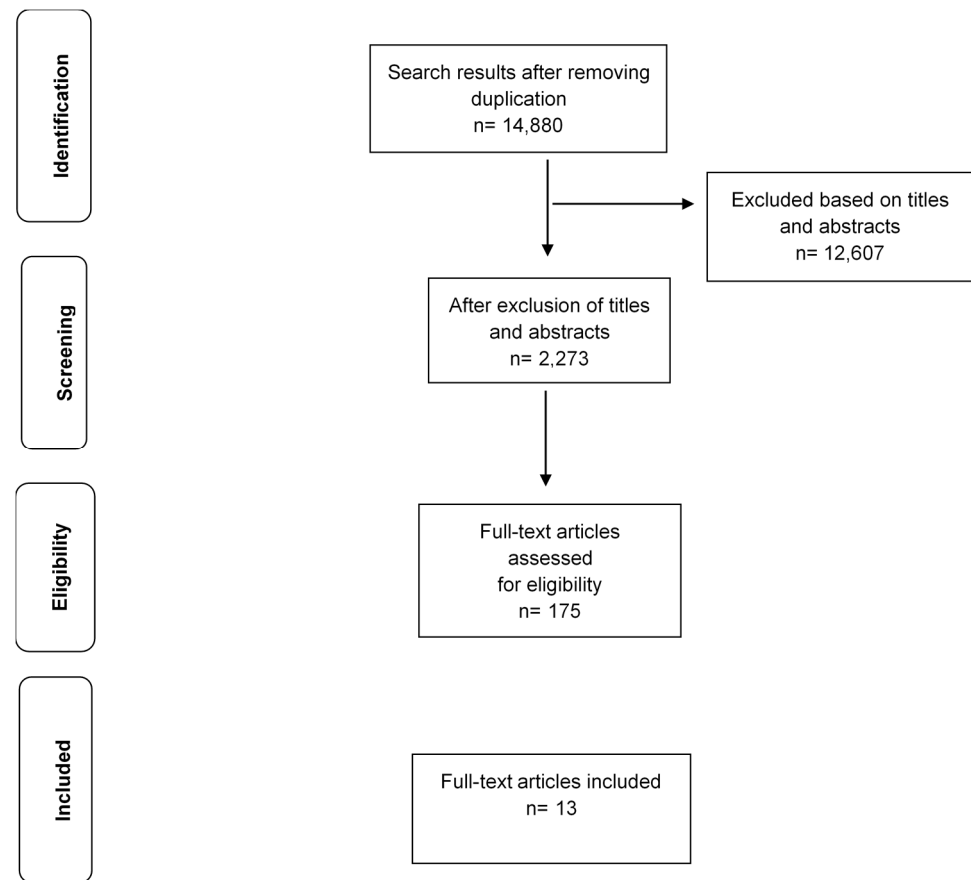 Identification
Search results after removing
duplication
n= 14,880
Excluded based on titles
and abstracts
n= 12,607
Screening
After exclusion of titles
and abstracts
n= 2,273
Eligibility
Full-text articles
assessed
for eligibility
n= 175
Included
Full-text articles included
n= 13